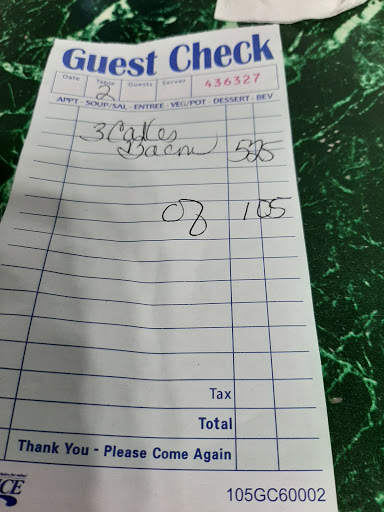 Guest Check
Date Table Guests Server 436327
2
APPT - SOUP/SAL - ENTREE - VEG/POT - DESSERT - BEV
3 Cakes
Bacon 525
105
Tax
Total
Thank You - Please Come Again
105GC60002